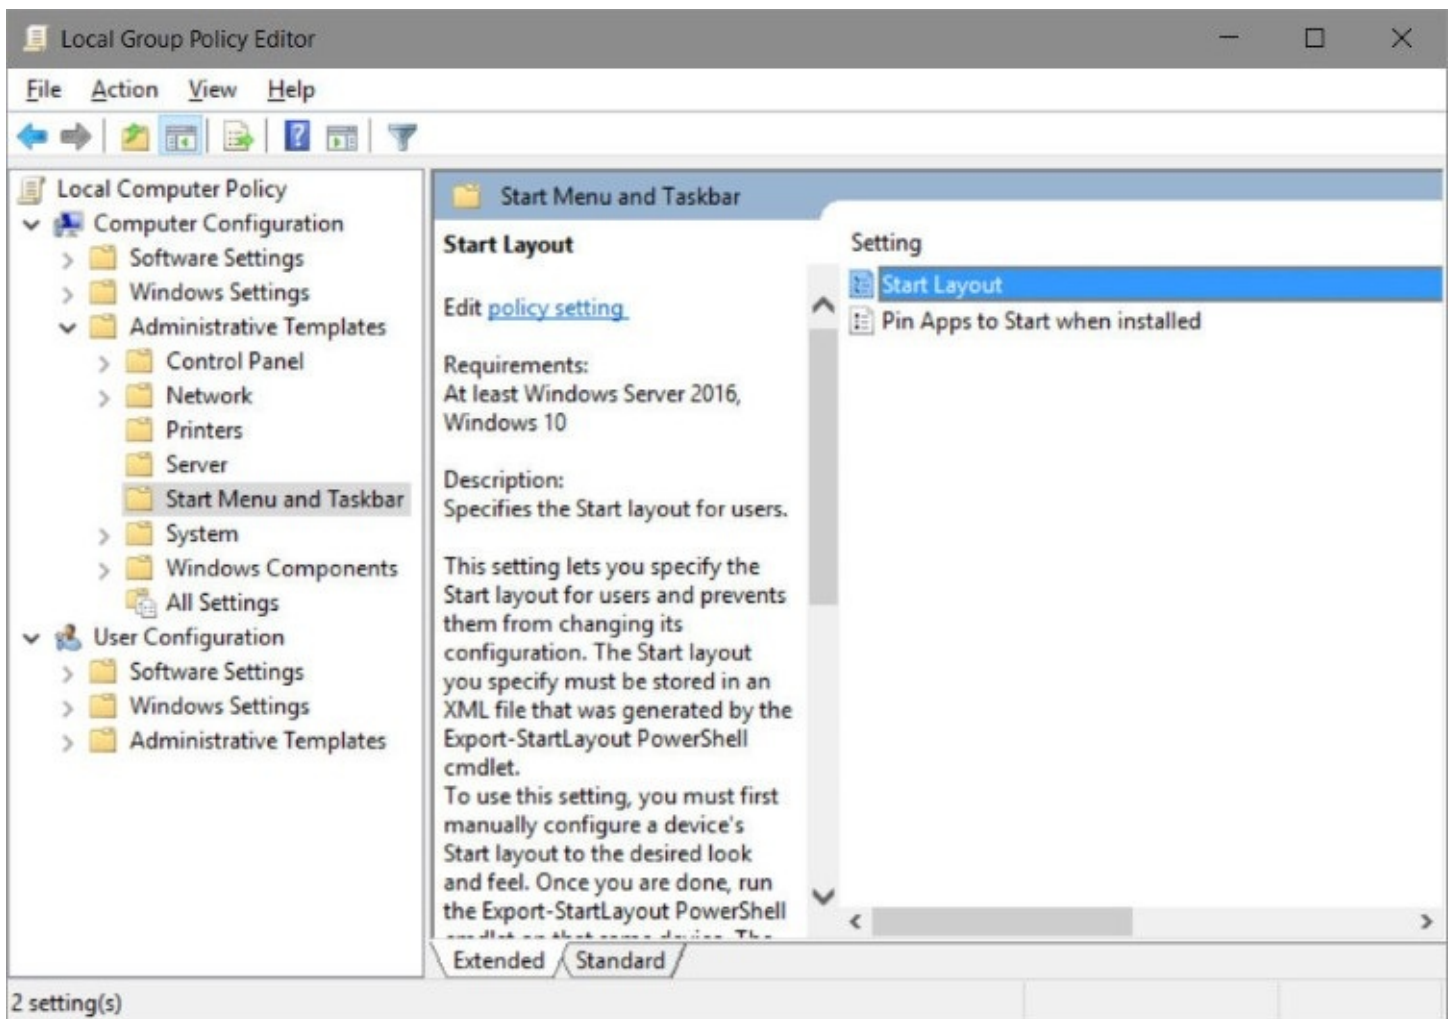 Local Group Policy Editor
File Action View Help
Local Computer Policy
Computer Configuration
Software Settings
Windows Settings
Administrative Templates
Control Panel
Network
Printers
Server
Start Menu and Taskbar
System
Windows Components
All Settings
User Configuration
Software Settings
Windows Settings
Administrative Templates
Start Menu and Taskbar
Start Layout
Edit policy setting
Requirements:
At least Windows Server 2016,
Windows 10
Description:
Specifies the Start layout for users.
This setting lets you specify the
Start layout for users and prevents
them from changing its
configuration. The Start layout
you specify must be stored in an
XML file that was generated by the
Export-StartLayout PowerShell
cmdlet.
To use this setting, you must first
manually configure a device's
Start layout to the desired look
and feel. Once you are done, run
the Export-StartLayout PowerShell
cmdlet on that same device. The
Setting
Start Layout
Pin Apps to Start when installed
Extended Standard
2 setting(s)